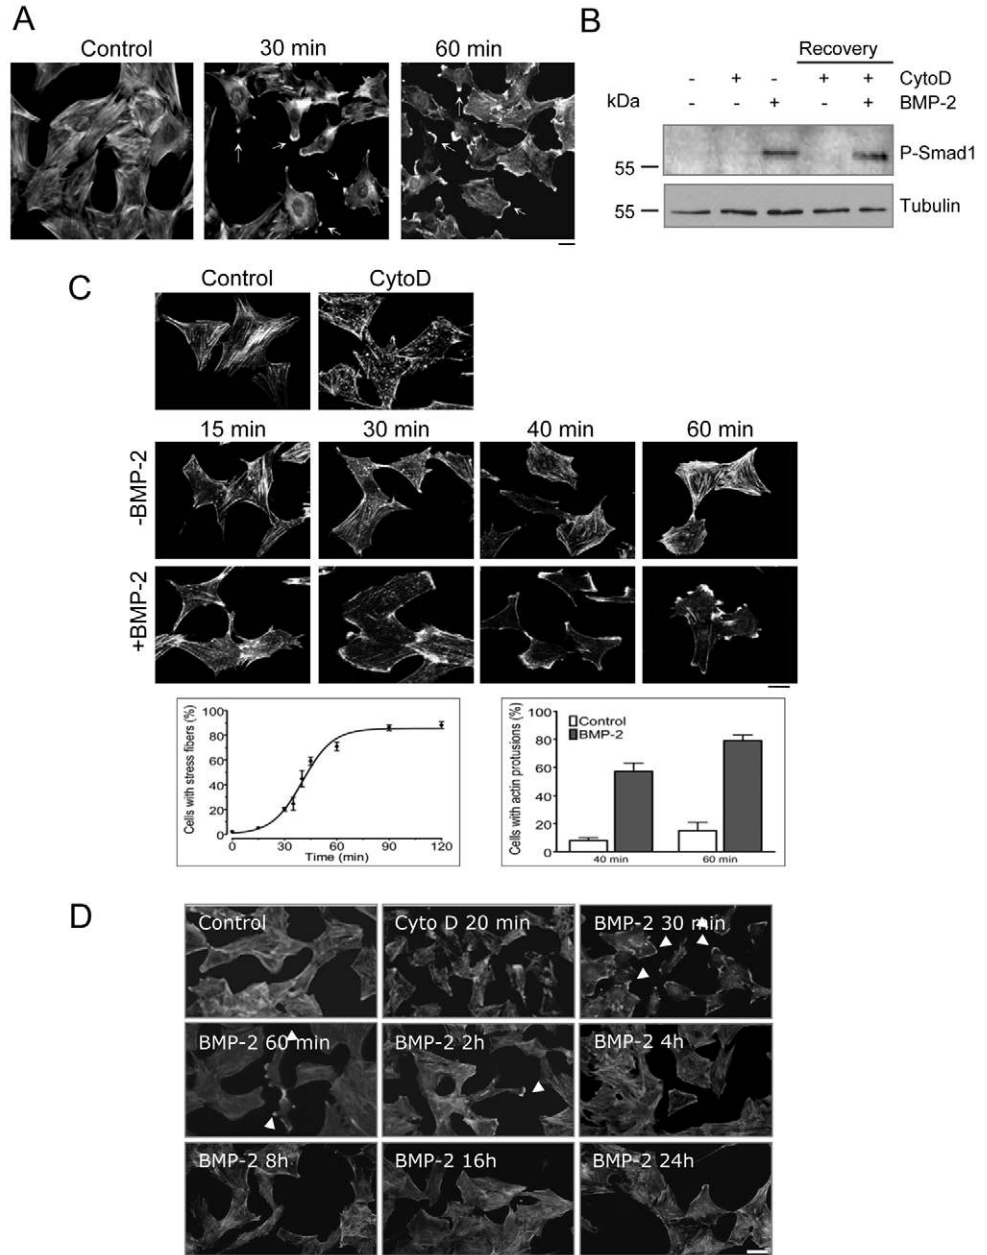 A
Control 30 min 60 min
B
Recovery
- + - + + CytoD
- - + - + BMP-2
kDa
P-Smad1
55
55
Tubulin
C
Control CytoD
15 min 30 min 40 min 60 min
-BMP-2
+BMP-2
Cells with stress fibers (%)
100
80
60
40
20
0
0 30 60 90 120
Time (min)
Cells with actin protusions (%)
100
80
60
40
20
0
Control
BMP-2
40 min 60 min
D
Control Cyto D 20 min BMP-2 30 min
BMP-2 60 min BMP-2 2h BMP-2 4h
BMP-2 8h BMP-2 16h BMP-2 24h